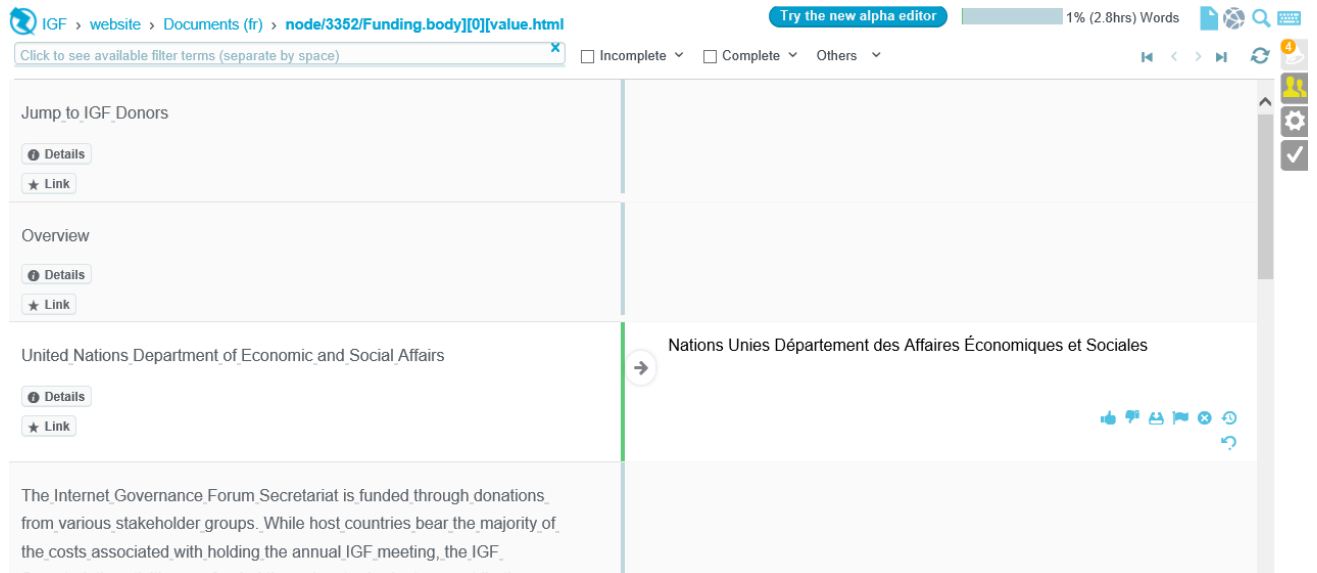 IGF > website > Documents (fr) > node/3352/Funding.body][0][value.html
Try the new alpha editor
1% (2.8hrs) Words
Click to see available filter terms (separate by space)
x
Incomplete
Complete
Others
4
Jump to IGF Donors
Details
Link
Overview
Details
Link
United Nations Department of Economic and Social Affairs
Nations Unies Département des Affaires Économiques et Sociales
Details
Link
The Internet Governance Forum Secretariat is funded through donations
from various stakeholder groups. While host countries bear the majority of
the costs associated with holding the annual IGF meeting, the IGF